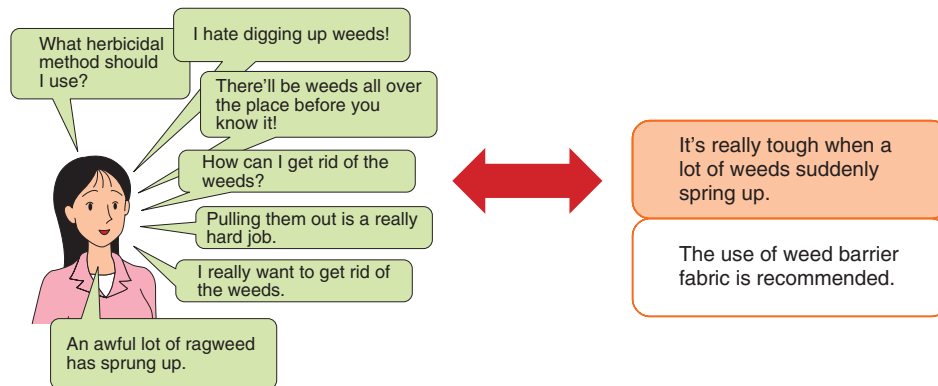 What herbicidal
method should
I use?
I hate digging up weeds!
There'll be weeds all over
the place before you
know it!
How can I get rid of the
weeds?
Pulling them out is a really
hard job.
I really want to get rid of
the weeds.
An awful lot of ragweed
has sprung up.
It's really tough when a
lot of weeds suddenly
spring up.
The use of weed barrier
fabric is recommended.